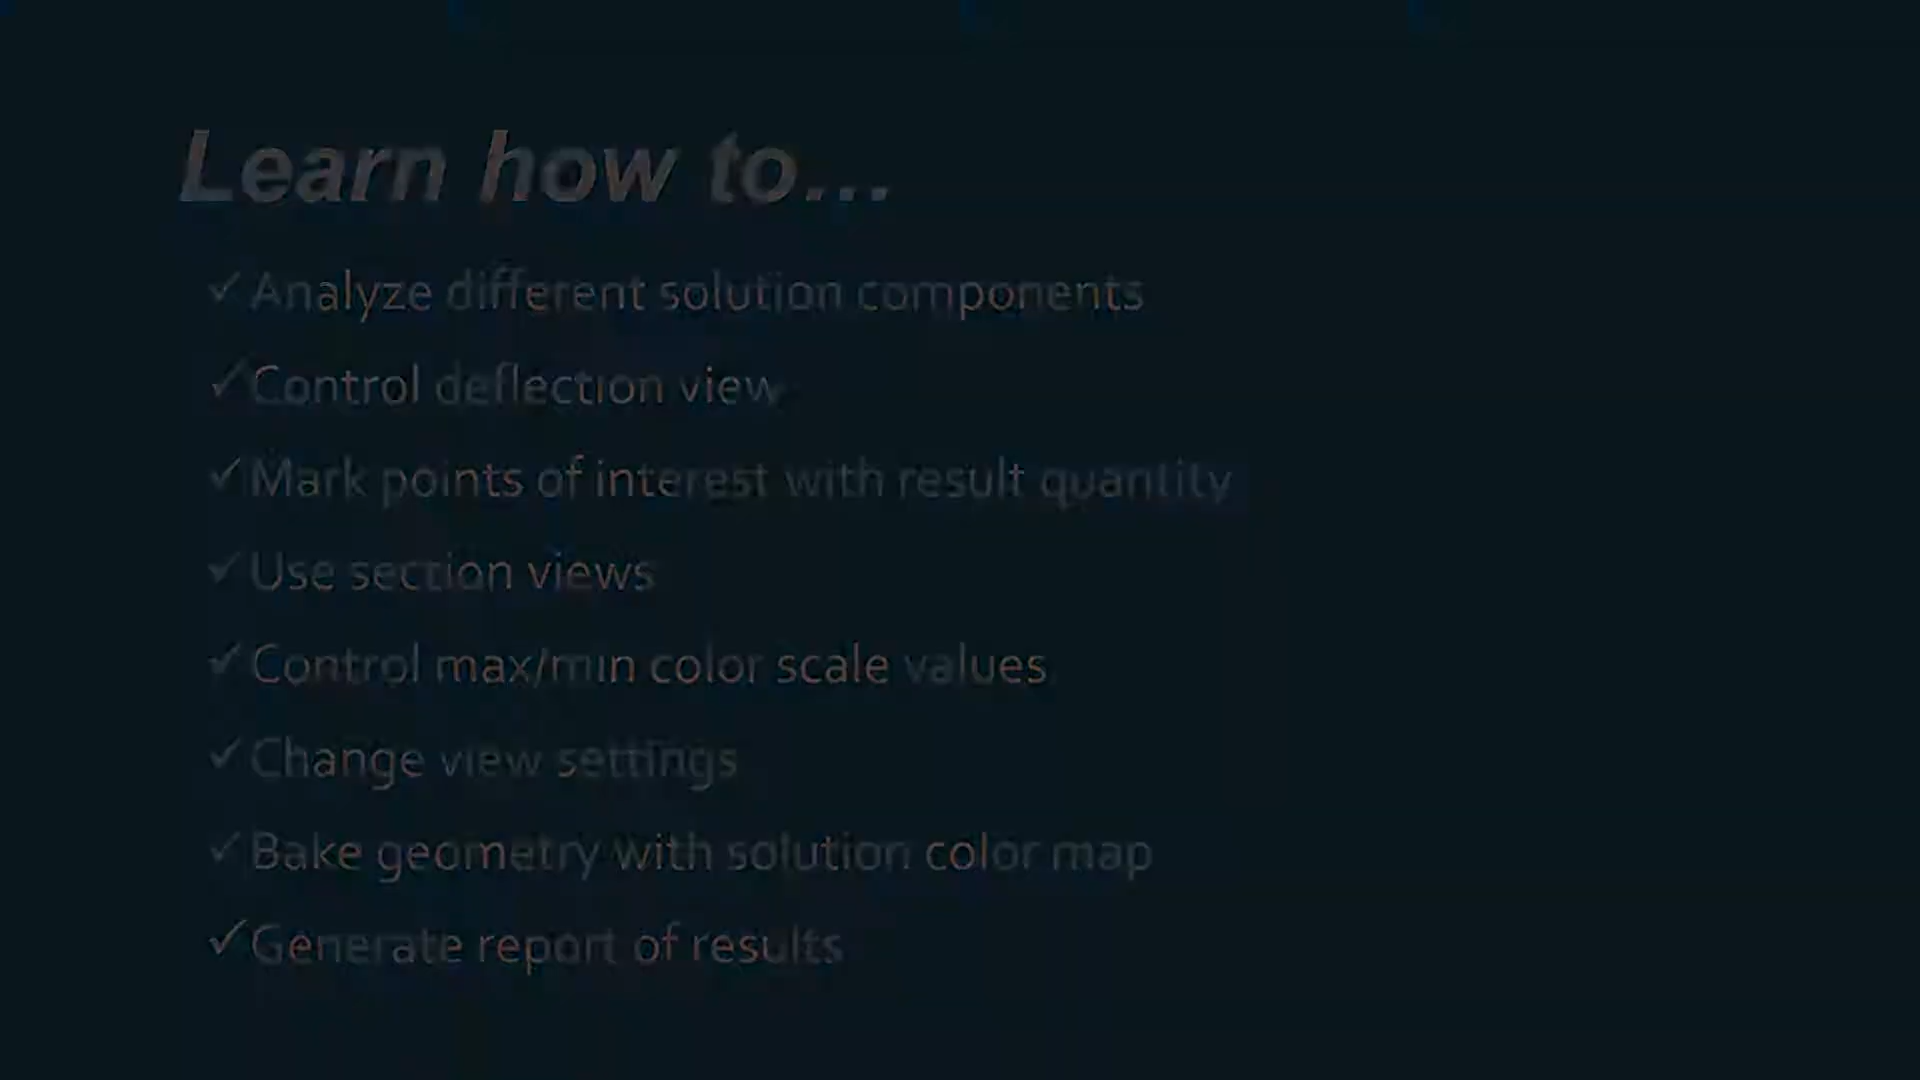 Learn how to...
✓ Analyze different solution components
✓ Control deflection view
✓ Mark points of interest with result quantity
✓ Use section views
✓ Control max/min color scale values
✓ Change view settings
✓ Bake geometry with solution color map
✓ Generate report of results